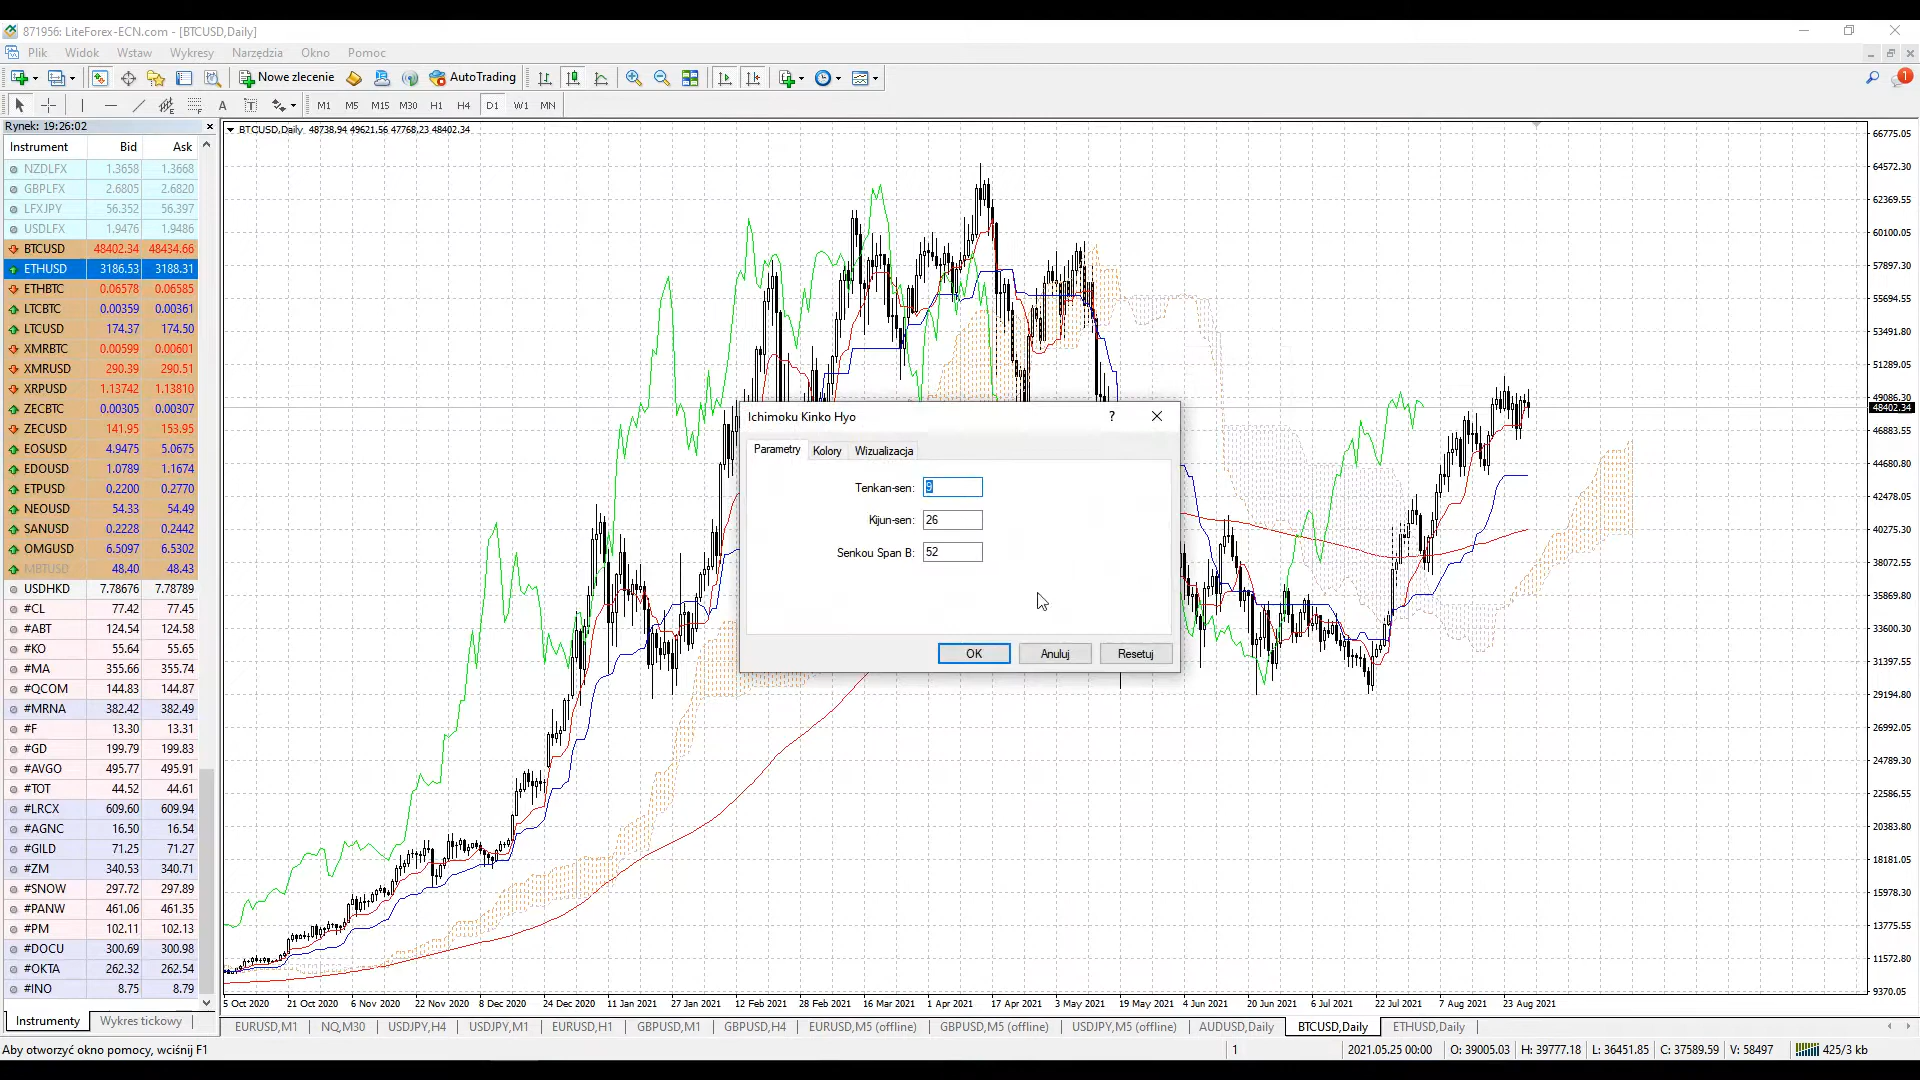 871956: LiteForex-ECN.com - [BTCUSD,Daily]
Plik Widok Wstaw Wykresy Narzędzia Okno Pomoc
Nowe zlecenie AutoTrading 1
A T M1 M5 M15 M30 H1 H4 D1 W1 MN
Rynek: 19:26:02
Instrument Bid Ask
NZDLFX 1.3658 1.3668
GBPLFX 2.6805 2.6820
LFXJPY 56.352 56.397
USDLFX 1.9476 1.9486
BTCUSD 48402.34 48434.66
ETHUSD 3186.53 3188.31
ETHBTC 0.06578 0.06585
LTCBTC 0.00359 0.00361
LTCUSD 174.37 174.50
XMRBTC 0.00599 0.00601
XMRUSD 290.39 290.51
XRPUSD 1.13742 1.13810
ZECBTC 0.00305 0.00307
ZECUSD 141.95 153.95
EOSUSD 4.9475 5.0675
EDOUSD 1.0789 1.1674
ETPUSD 0.2200 0.2770
NEOUSD 54.33 54.49
SANUSD 0.2228 0.2442
OMGUSD 6.5097 6.5302
MBTUSD 48.40 48.43
USDHKD 7.78676 7.78789
#CL 77.42 77.45
#ABT 124.54 124.58
#KO 55.64 55.65
#MA 355.66 355.74
#QCOM 144.83 144.87
#MRNA 382.42 382.49
#F 13.30 13.31
#GD 199.79 199.83
#AVGO 495.77 495.91
#TOT 44.52 44.61
#LRCX 609.60 609.94
#AGNC 16.50 16.54
#GILD 71.25 71.27
#ZM 340.53 340.71
#SNOW 297.72 297.89
#PANW 461.06 461.35
#PM 102.11 102.13
#DOCU 300.69 300.98
#OKTA 262.32 262.54
#INO 8.75 8.79
Instrumenty Wykres tickowy
BTCUSD,Daily 48738.94 49621.56 47768.23 48402.34
Ichimoku Kinko Hyo ?
Parametry Kolory Wizualizacja
Tenkan-sen: 9
Kijun-sen: 26
Senkou Span B: 52
OK Anuluj Resetuj
66775.05
64572.30
62369.55
60100.05
57897.30
55694.55
53491.80
51289.05
49086.30
48402.34
46883.55
44680.80
42478.05
40275.30
38072.55
35869.80
33600.30
31397.55
29194.80
26992.05
24789.30
22586.55
20383.80
18181.05
15978.30
13775.55
11572.80
9370.05
5 Oct 2020 21 Oct 2020 6 Nov 2020 22 Nov 2020 8 Dec 2020 24 Dec 2020 11 Jan 2021 27 Jan 2021 12 Feb 2021 28 Feb 2021 16 Mar 2021 1 Apr 2021 17 Apr 2021 3 May 2021 19 May 2021 4 Jun 2021 20 Jun 2021 6 Jul 2021 22 Jul 2021 7 Aug 2021 23 Aug 2021
EURUSD,M1 NQ,M30 USDJPY,H4 USDJPY,M1 EURUSD,H1 GBPUSD,M1 GBPUSD,H4 EURUSD,M5 (offline) GBPUSD,M5 (offline) USDJPY,M5 (offline) AUDUSD,Daily BTCUSD,Daily ETHUSD,Daily
Aby otworzyć okno pomocy, wciśnij F1 1 2021.05.25 00:00 O: 39005.03 H: 39777.18 L: 36451.85 C: 37589.59 V: 58497 425/3 kb